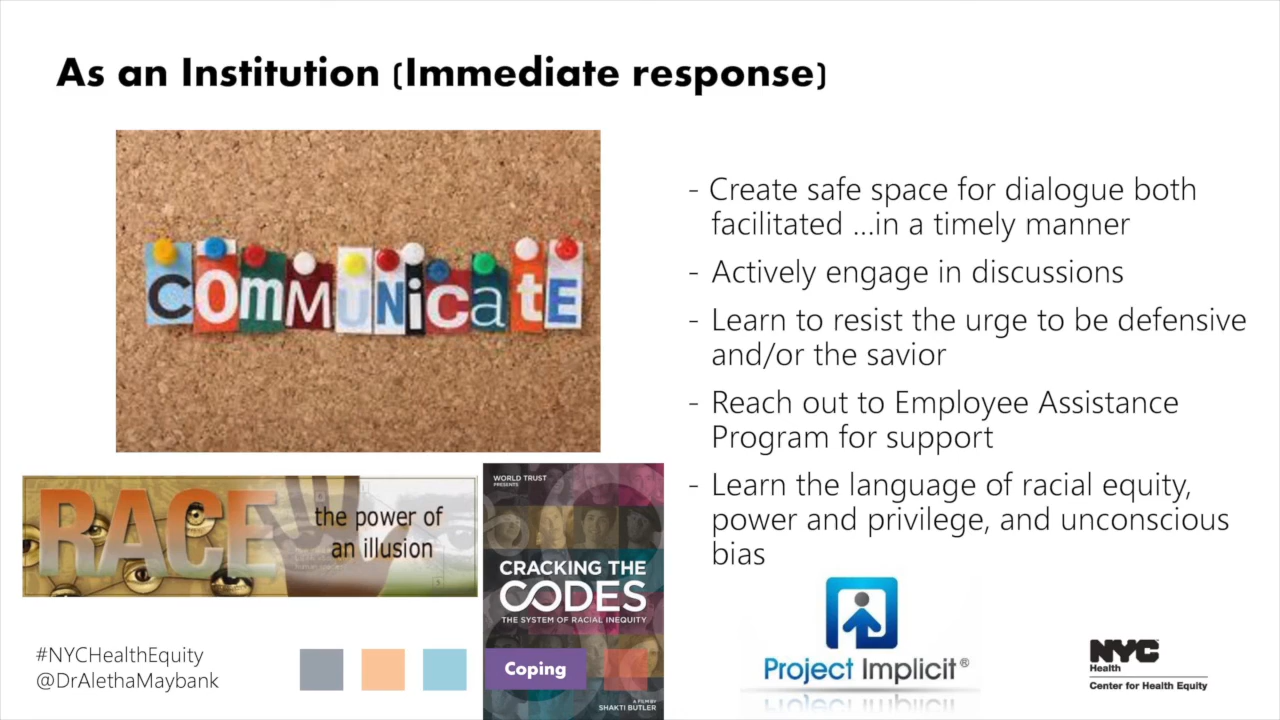 As an Institution (Immediate response)
COMMUNiCatE
- Create safe space for dialogue both
facilitated ...in a timely manner
- Actively engage in discussions
- Learn to resist the urge to be defensive
and/or the savior
- Reach out to Employee Assistance
Program for support
- Learn the language of racial equity,
power and privilege, and unconscious
bias
RACE
the power of
an illusion
WORLD TRUST
PRESENTS
CRACKING THE
CODES
THE SYSTEM OF RACIAL INEQUITY
Coping
A FILM BY
SHAKTI BUTLER
#NYCHealthEquity
@DrAlethaMaybank
Project Implicit®
NYC
Health
Center for Health Equity